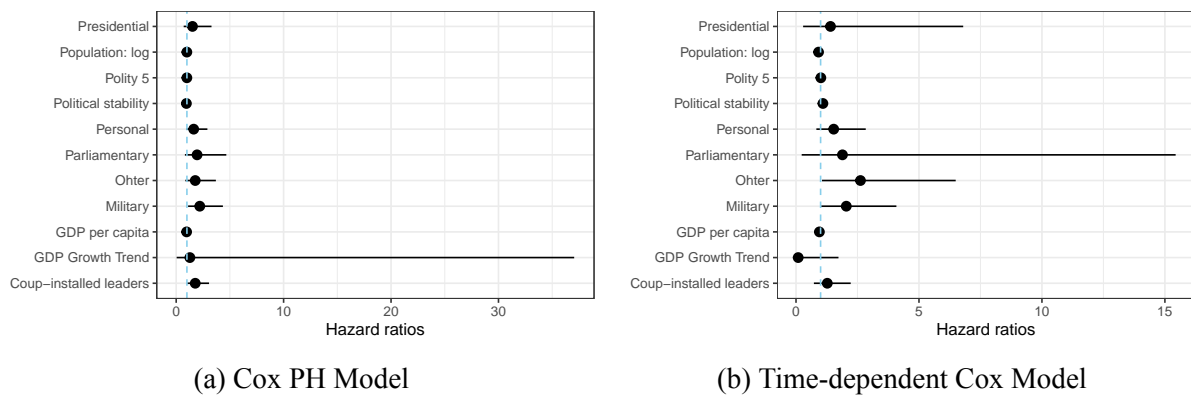 Presidential
Population: log
Polity 5
Political stability
Personal
Parliamentary
Ohter
Military
GDP per capita
GDP Growth Trend
Coup−installed leaders
0 10 20 30
Hazard ratios
(a) Cox PH Model
Presidential
Population: log
Polity 5
Political stability
Personal
Parliamentary
Ohter
Military
GDP per capita
GDP Growth Trend
Coup−installed leaders
0 5 10 15
Hazard ratios
(b) Time-dependent Cox Model